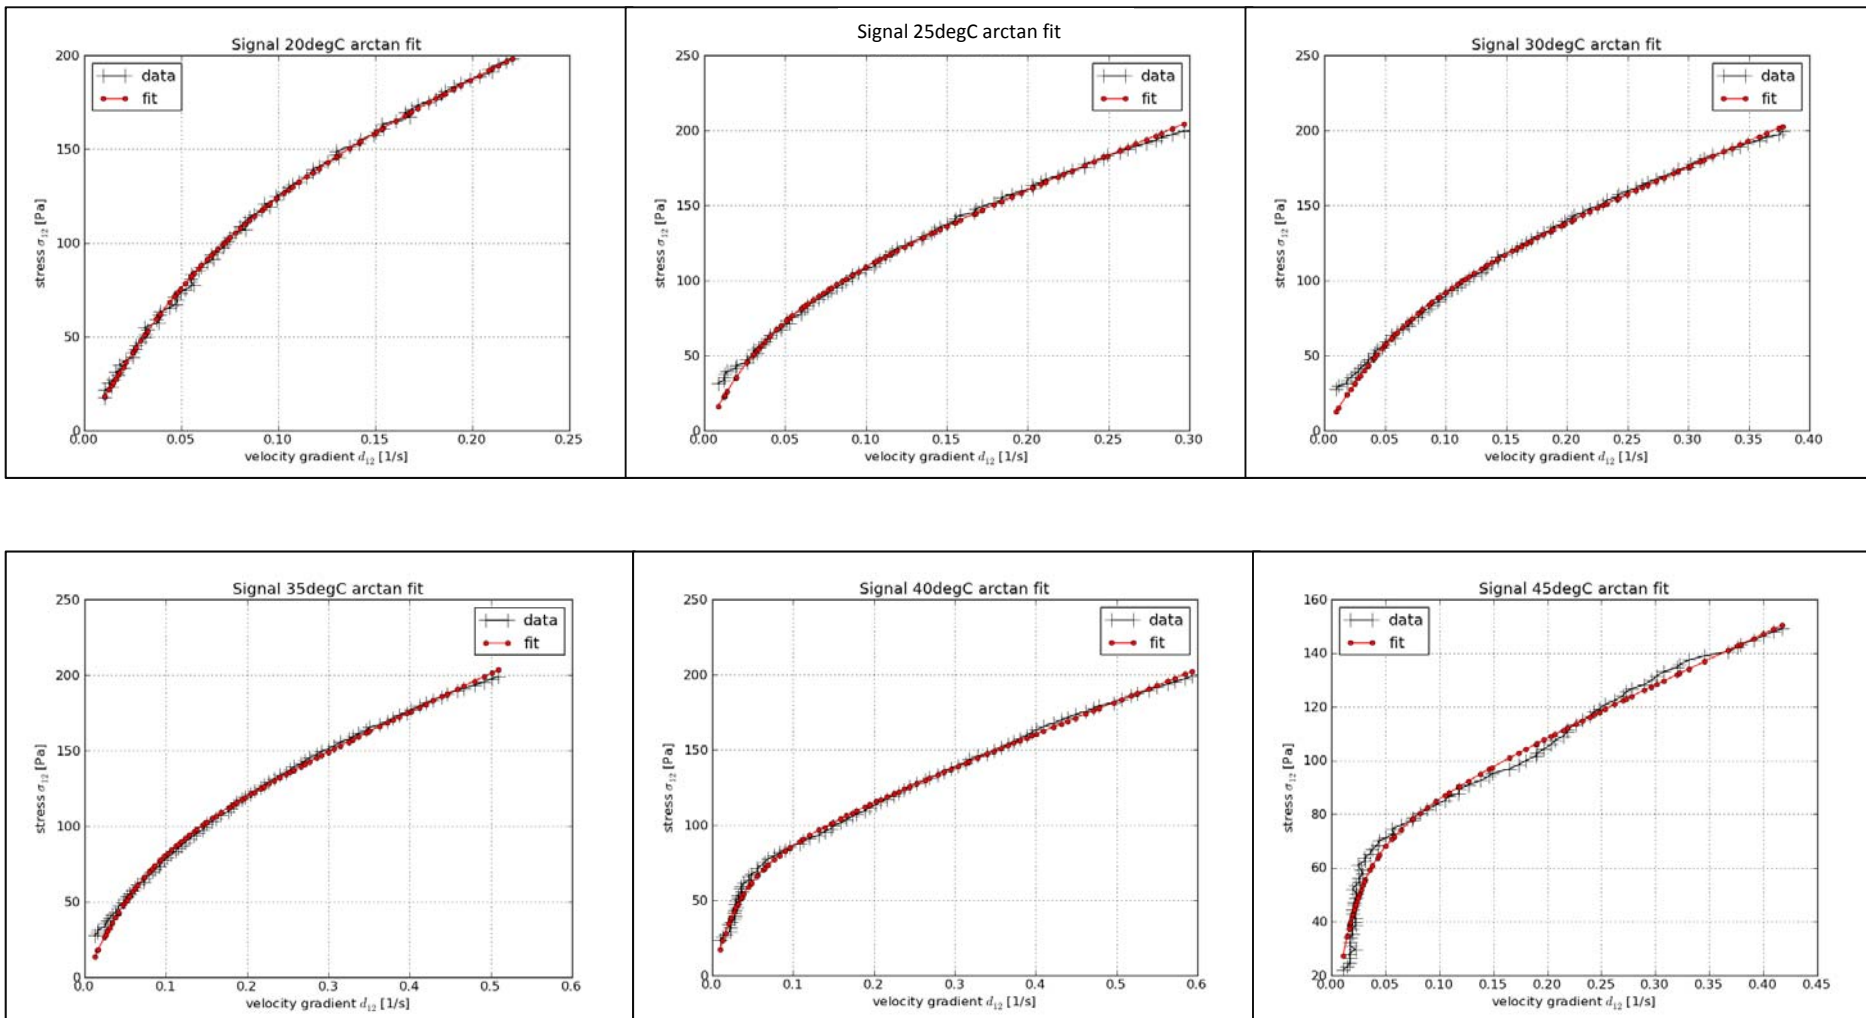 Signal 20degC arctan fit
200
150
100
50
0
data
fit
stress σ₁₂ [Pa]
0.00 0.05 0.10 0.15 0.20 0.25
velocity gradient d₁₂ [1/s]
Signal 25degC arctan fit
250
200
150
100
50
0
data
fit
stress σ₁₂ [Pa]
0.00 0.05 0.10 0.15 0.20 0.25 0.30
velocity gradient d₁₂ [1/s]
Signal 30degC arctan fit
250
200
150
100
50
0
data
fit
stress σ₁₂ [Pa]
0.00 0.05 0.10 0.15 0.20 0.25 0.30 0.35 0.40
velocity gradient d₁₂ [1/s]
Signal 35degC arctan fit
250
200
150
100
50
0
data
fit
stress σ₁₂ [Pa]
0.0 0.1 0.2 0.3 0.4 0.5 0.6
velocity gradient d₁₂ [1/s]
Signal 40degC arctan fit
250
200
150
100
50
0
data
fit
stress σ₁₂ [Pa]
0.0 0.1 0.2 0.3 0.4 0.5 0.6
velocity gradient d₁₂ [1/s]
Signal 45degC arctan fit
160
140
120
100
80
60
40
20
data
fit
stress σ₁₂ [Pa]
0.00 0.05 0.10 0.15 0.20 0.25 0.30 0.35 0.40 0.45
velocity gradient d₁₂ [1/s]